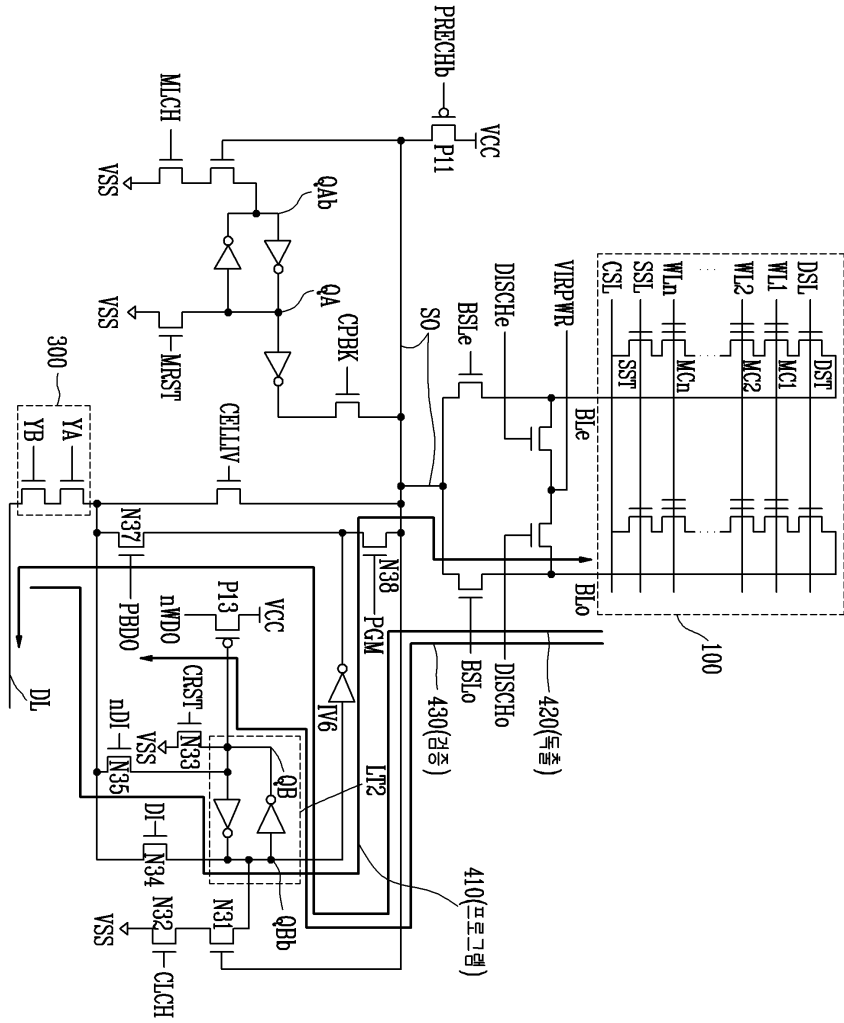 PRECHb
VCC
P11
MLCH
VSS
QAb
QA
VSS
MRST
CPBK
SO
BSLe
DISCHe
VIRPWR
BLe
CSL
SSL
WLn
WL2
WL1
DSL
SST
MCn
MC2
MC1
DST
300
YB
YA
CELLIV
N37
PBDO
N38
PGM
BLo
BSLo
DISCHo
100
P13
VCC
nWDO
IV6
430(검증)
420(독출)
DL
CRST
N33
VSS
nDI
N35
QB
LT2
DI
N34
QBb
410(프로그램)
N31
N32
VSS
CLCH